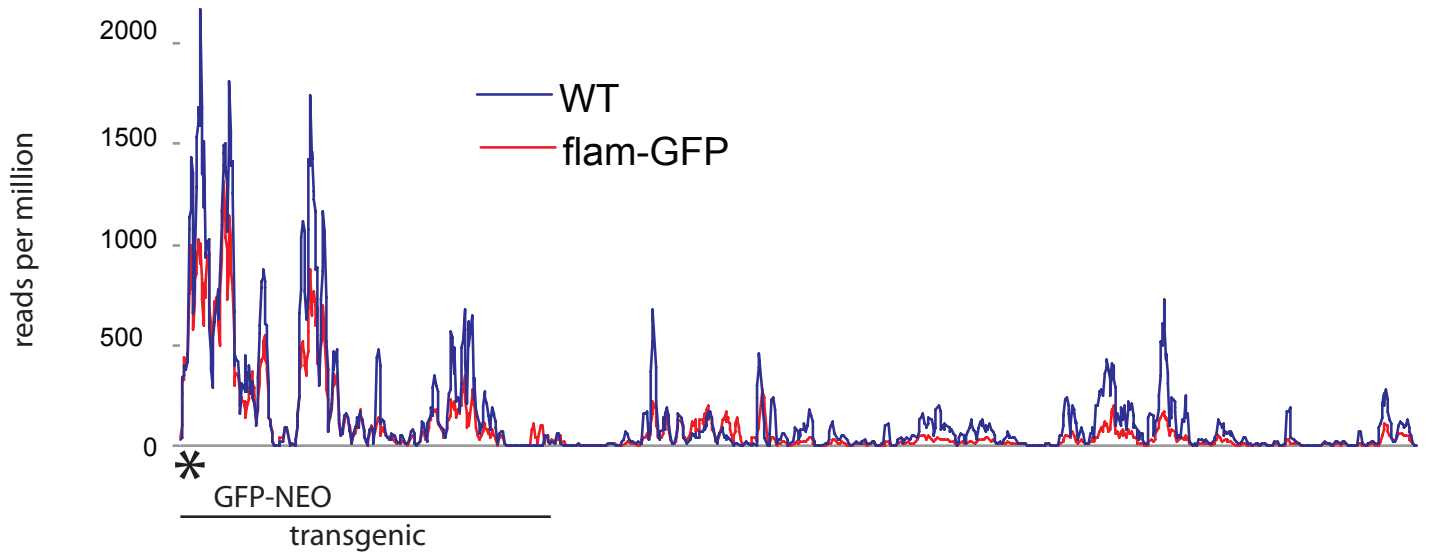 2000
1500
1000
500
0
reads per million
WT
flam-GFP
*
GFP-NEO
transgenic